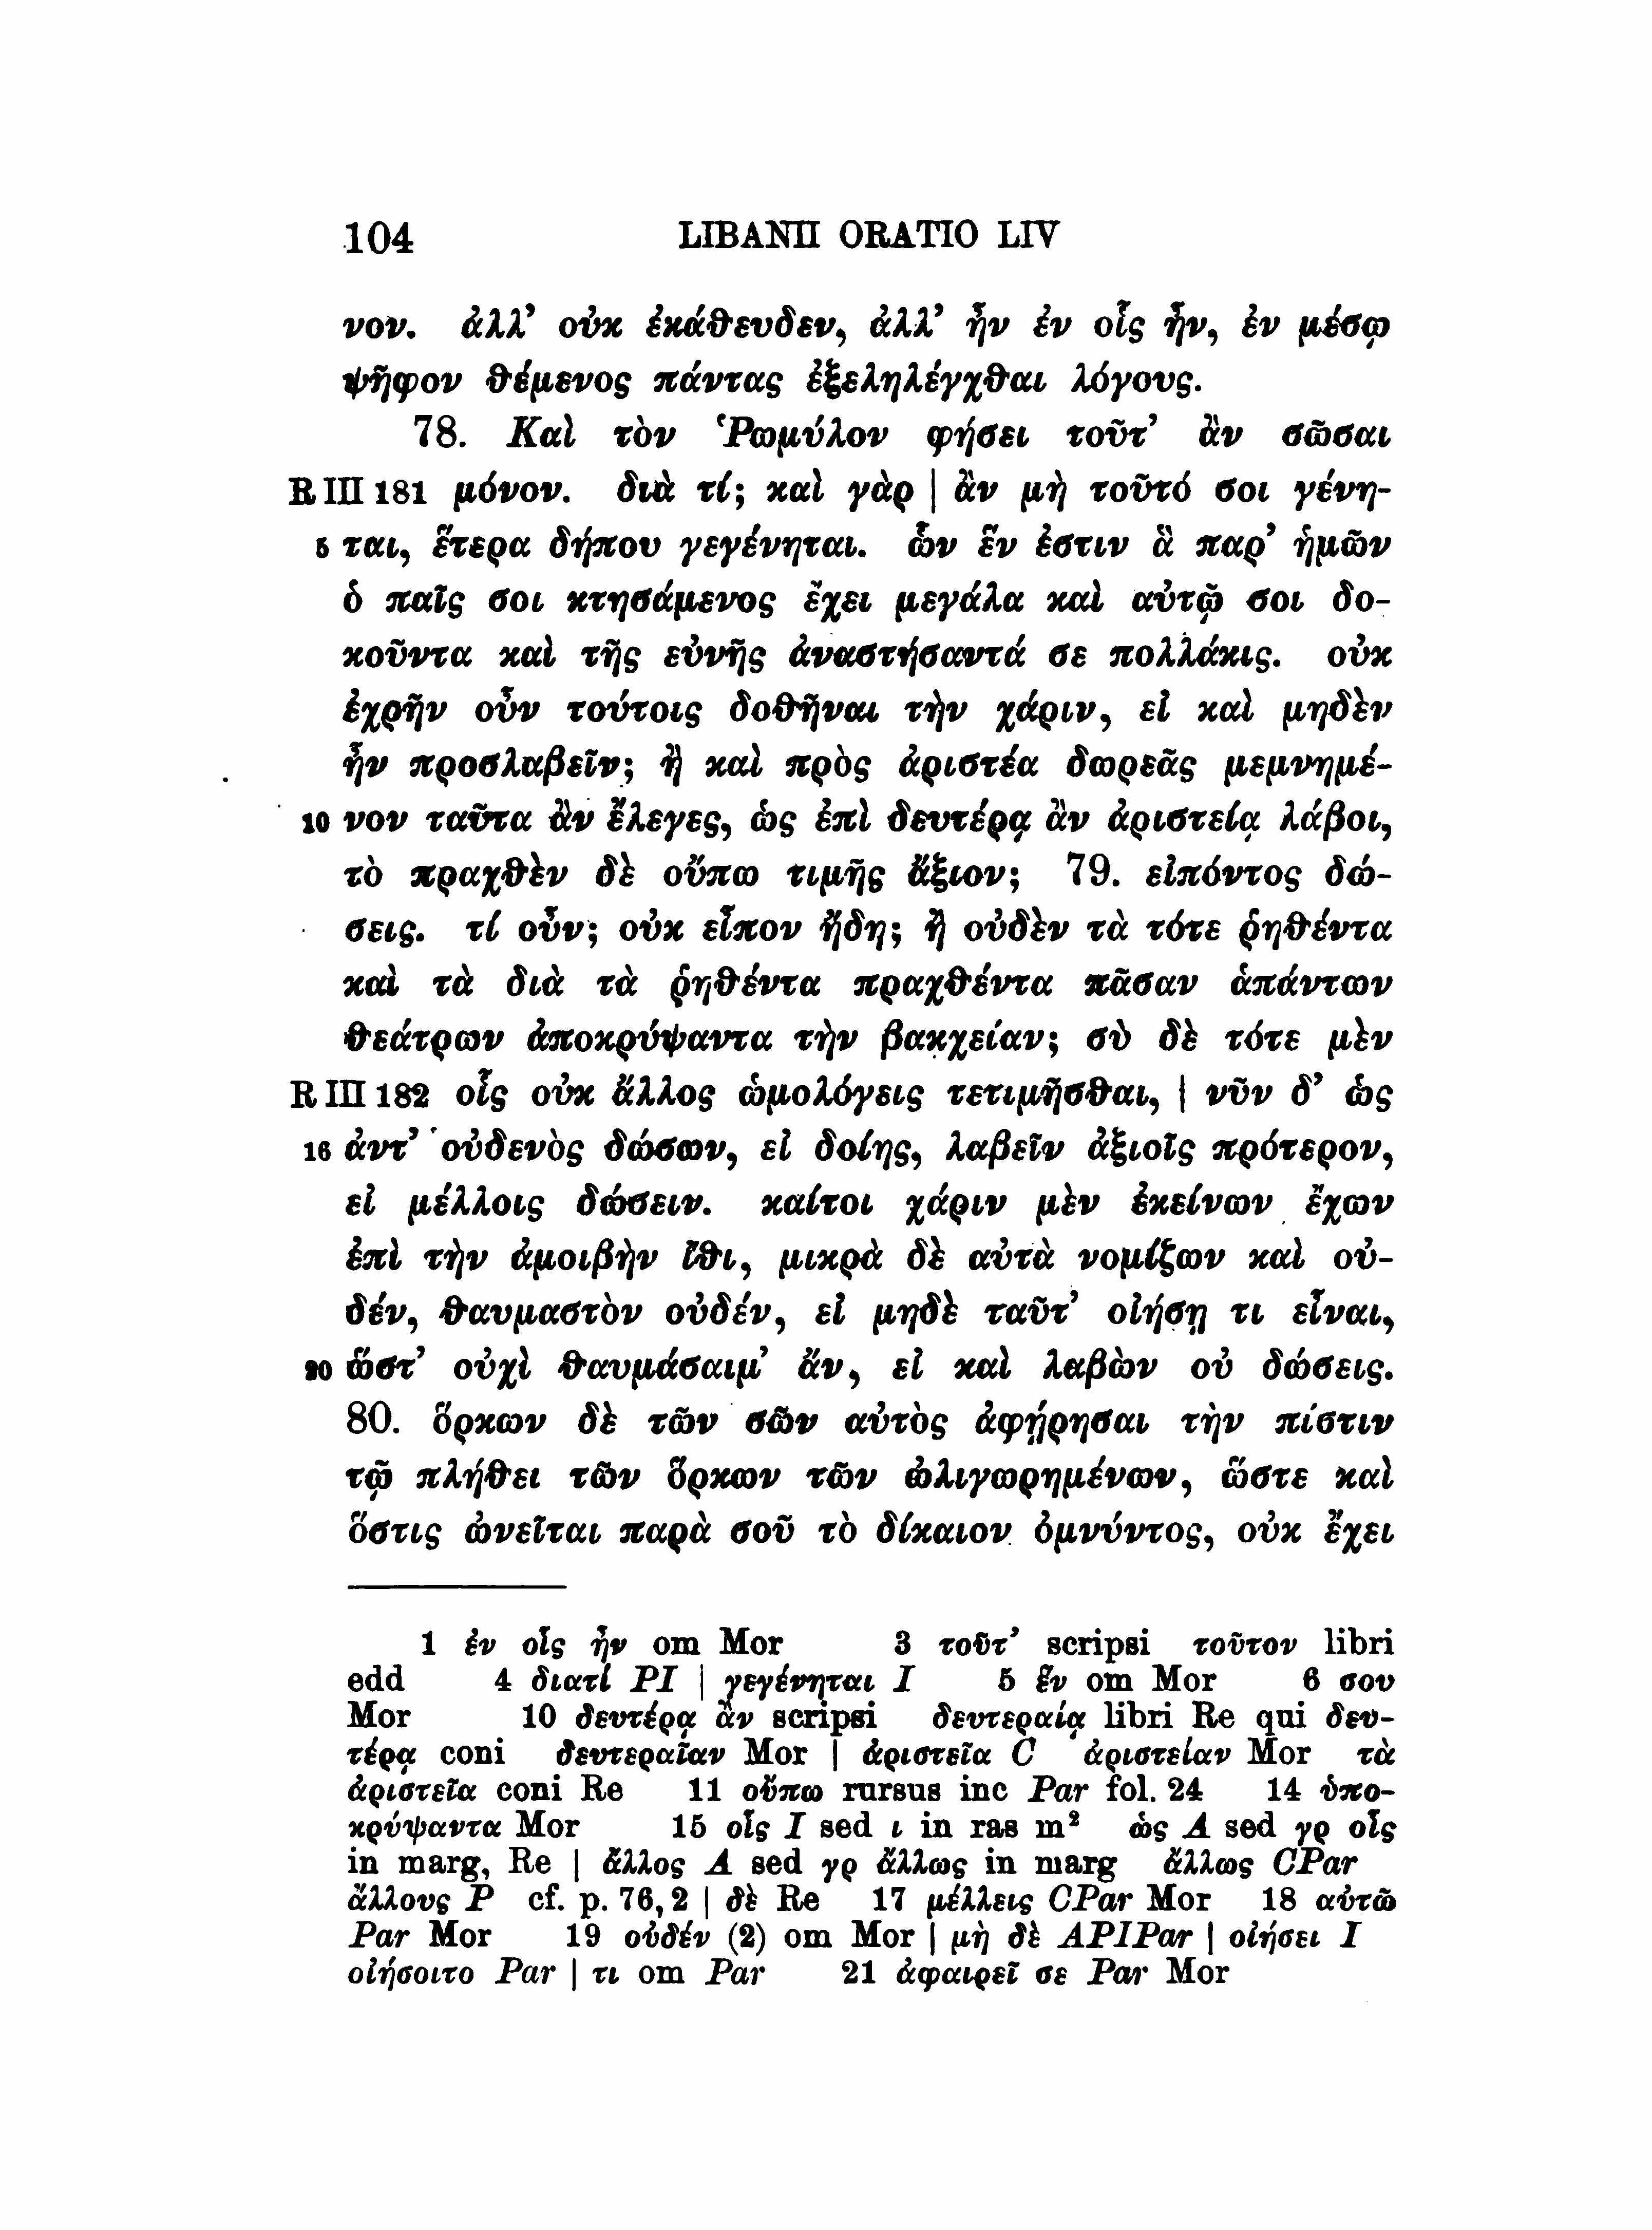 104 LIBANII ORATIO LIV
νον. ἀλλ’ οὐκ ἐκάθευδεν, ἀλλ’ ἦν ἐν οἷς ἦν, ἐν μέσῳ
ψῆφον θέμενος πάντας ἐξεληλέγχθαι λόγους.
78. Καὶ τὸν Ῥωμύλον φήσει τοῦτ’ ἂν σῶσαι
R III 181 μόνον. διὰ τί; καὶ γὰρ | ἂν μὴ τοῦτό σοι γένη-
5 ται, ἕτερα δήπου γεγένηται. ὧν ἕν ἐστιν ἃ παρ’ ἡμῶν
ὁ παῖς σοι κτησάμενος ἔχει μεγάλα καὶ αὐτῷ σοι δο-
κοῦντα καὶ τῆς εὐνῆς ἀναστήσαντά σε πολλάκις. οὐκ
ἐχρῆν οὖν τούτοις δοθῆναι τὴν χάριν, εἰ καὶ μηδὲν
ἦν προσλαβεῖν; ἢ καὶ πρὸς ἀριστέα δωρεᾶς μεμνημέ-
10 νον ταῦτα ἂν ἔλεγες, ὡς ἐπὶ δευτέρᾳ ἂν ἀριστείᾳ λάβοι,
τὸ πραχθὲν δὲ οὔπω τιμῆς ἄξιον; 79. εἰπόντος δώ-
σεις. τί οὖν; οὐκ εἶπον ἤδη; ἢ οὐδὲν τὰ τότε ῥηθέντα
καὶ τὰ διὰ τὰ ῥηθέντα πραχθέντα πᾶσαν ἁπάντων
θεάτρων ἀποκρύψαντα τὴν βακχείαν; σὺ δὲ τότε μὲν
R III 182 οἷς οὐκ ἄλλος ὡμολόγεις τετιμῆσθαι, | νῦν δ’ ὡς
16 ἀντ’ οὐδενὸς δώσων, εἰ δοίης, λαβεῖν ἀξιοῖς πρότερον,
εἰ μέλλοις δώσειν. καίτοι χάριν μὲν ἐκείνων ἔχων
ἐπὶ τὴν ἀμοιβὴν ἴθι, μικρὰ δὲ αὐτὰ νομίζων καὶ οὐ-
δέν, θαυμαστὸν οὐδέν, εἰ μηδὲ ταῦτ’ οἰήσῃ τι εἶναι,
20 ὥστ’ οὐχὶ θαυμάσαιμ’ ἄν, εἰ καὶ λαβὼν οὐ δώσεις.
80. ὅρκων δὲ τῶν σῶν αὐτὸς ἀφῄρησαι τὴν πίστιν
τῷ πλήθει τῶν ὅρκων τῶν ὠλιγωρημένων, ὥστε καὶ
ὅστις ὠνεῖται παρὰ σοῦ τὸ δίκαιον ὀμνύντος, οὐκ ἔχει
1 ἐν οἷς ἦν om Mor 3 τοῦτ’ scripsi τοῦτον libri
edd 4 διατί PI | γεγένηται I 5 ἕν om Mor 6 σου
Mor 10 δευτέρᾳ ἂν scripsi δευτεραίᾳ libri Re qui δευ-
τέρᾳ coni δευτεραῖαν Mor | ἀριστεῖα C ἀριστείαν Mor τὰ
ἀριστεῖα coni Re 11 οὔπω rursus inc Par fol. 24 14 ὑπο-
κρύψαντα Mor 15 οἷς I sed ι in ras m² ὡς A sed γρ οἷς
in marg, Re | ἄλλος A sed γρ ἄλλως in marg ἄλλως CPar
ἄλλους P cf. p. 76, 2 | δὲ Re 17 μέλλεις CPar Mor 18 αὐτῶ
Par Mor 19 οὐδέν (2) om Mor | μὴ δὲ APIPar | οἰήσει I
οἰήσοιτο Par | τι om Par 21 ἀφαιρεῖ σε Par Mor